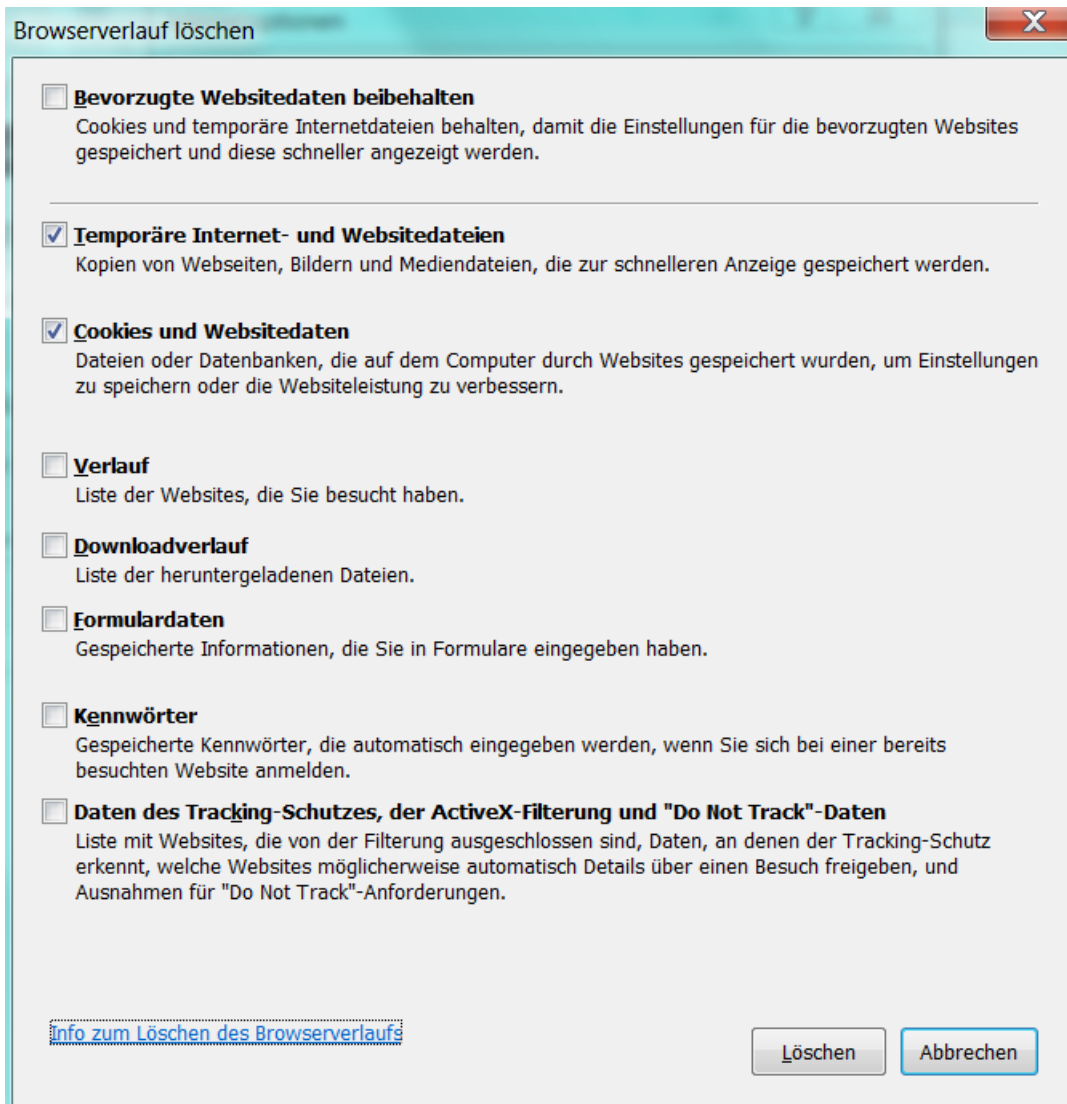 Browserverlauf löschen
Bevorzugte Websitedaten beibehalten
Cookies und temporäre Internetdateien behalten, damit die Einstellungen für die bevorzugten Websites
gespeichert und diese schneller angezeigt werden.
Temporäre Internet- und Websitedateien
Kopien von Webseiten, Bildern und Mediendateien, die zur schnelleren Anzeige gespeichert werden.
Cookies und Websitedaten
Dateien oder Datenbanken, die auf dem Computer durch Websites gespeichert wurden, um Einstellungen
zu speichern oder die Websiteleistung zu verbessern.
Verlauf
Liste der Websites, die Sie besucht haben.
Downloadverlauf
Liste der heruntergeladenen Dateien.
Formulardaten
Gespeicherte Informationen, die Sie in Formulare eingegeben haben.
Kennwörter
Gespeicherte Kennwörter, die automatisch eingegeben werden, wenn Sie sich bei einer bereits
besuchten Website anmelden.
Daten des Tracking-Schutzes, der ActiveX-Filterung und "Do Not Track"-Daten
Liste mit Websites, die von der Filterung ausgeschlossen sind, Daten, an denen der Tracking-Schutz
erkennt, welche Websites möglicherweise automatisch Details über einen Besuch freigeben, und
Ausnahmen für "Do Not Track"-Anforderungen.
Info zum Löschen des Browserverlaufs
Löschen
Abbrechen